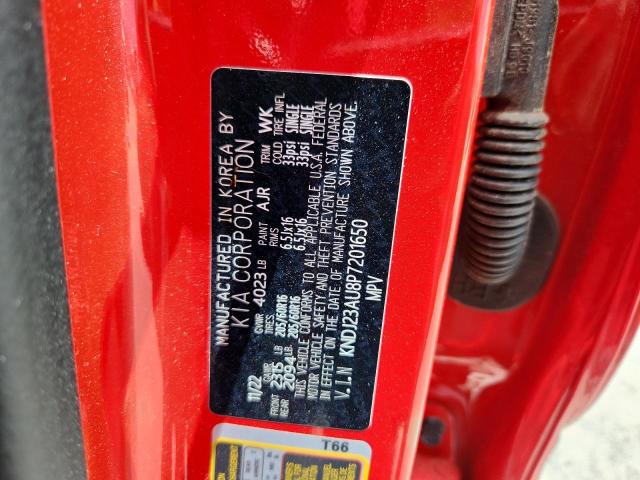 MANUFACTURED IN KOREA BY
KIA CORPORATION
GVWR 4023 LB PAINT AJR TRIM WK
11/22 GAWR TIRES RIMS COLD TIRE INFL
FRONT 2315 LB 205/60R16 6.5Jx16 33psi SINGLE
REAR 2094 LB 205/60R16 6.5Jx16 33psi SINGLE
THIS VEHICLE CONFORMS TO ALL APPLICABLE U.S.A. FEDERAL
MOTOR VEHICLE SAFETY AND THEFT PREVENTION STANDARDS
IN EFFECT ON THE DATE OF MANUFACTURE SHOWN ABOVE.
V.I.N KNDJ23AU8P7201650
MPV
T66